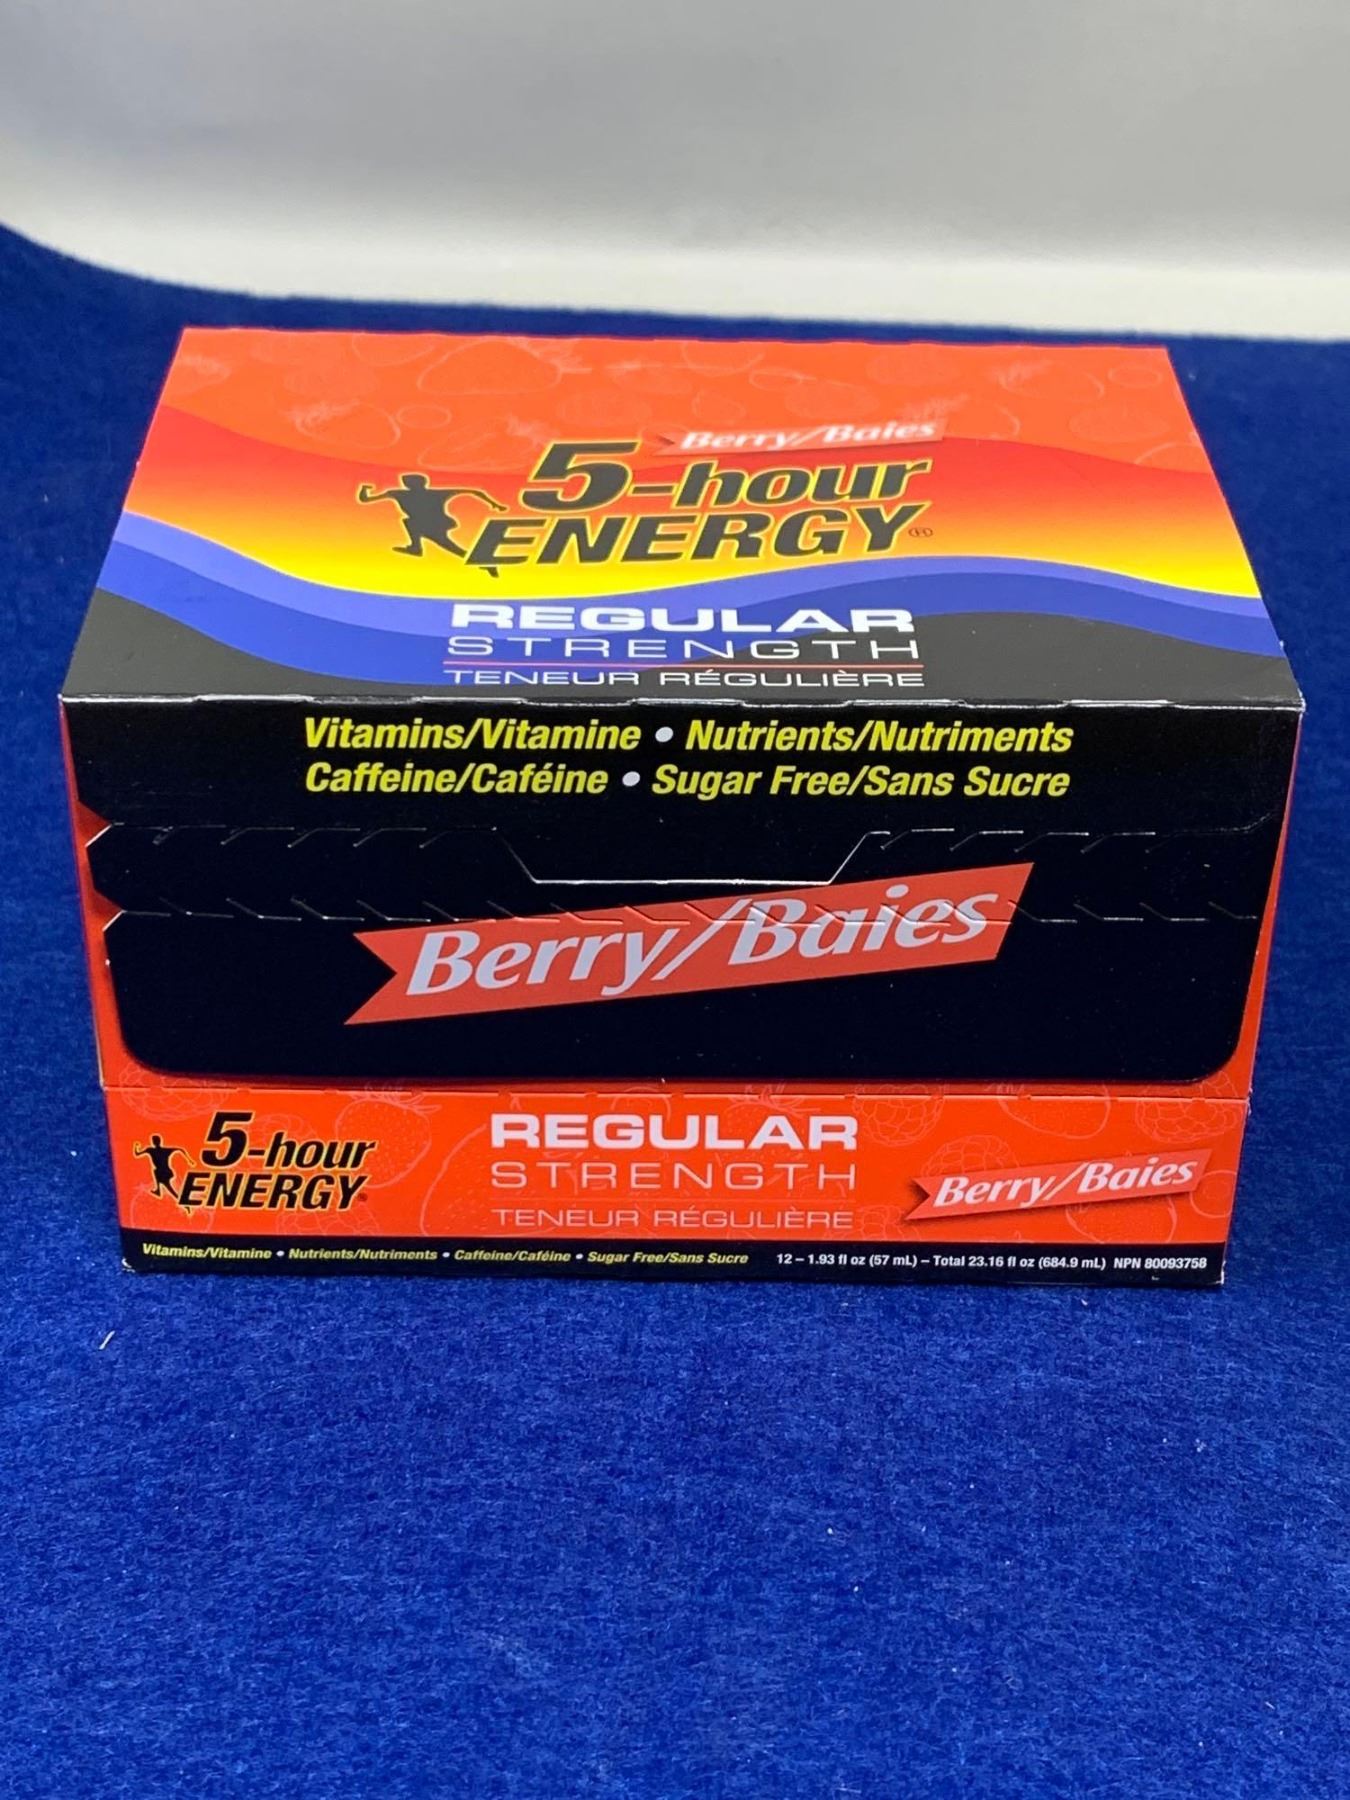 Berry/Baies
5-hour
ENERGY®
REGULAR
STRENGTH
TENEUR RÉGULIÈRE
Vitamins/Vitamine • Nutrients/Nutriments
Caffeine/Caféine • Sugar Free/Sans Sucre
Berry/Baies
5-hour
ENERGY®
REGULAR
STRENGTH
TENEUR RÉGULIÈRE
Berry/Baies
Vitamins/Vitamine • Nutrients/Nutriments • Caffeine/Caféine • Sugar Free/Sans Sucre 12 – 1.93 fl oz (57 mL) – Total 23.16 fl oz (684.9 mL) NPN 80093758